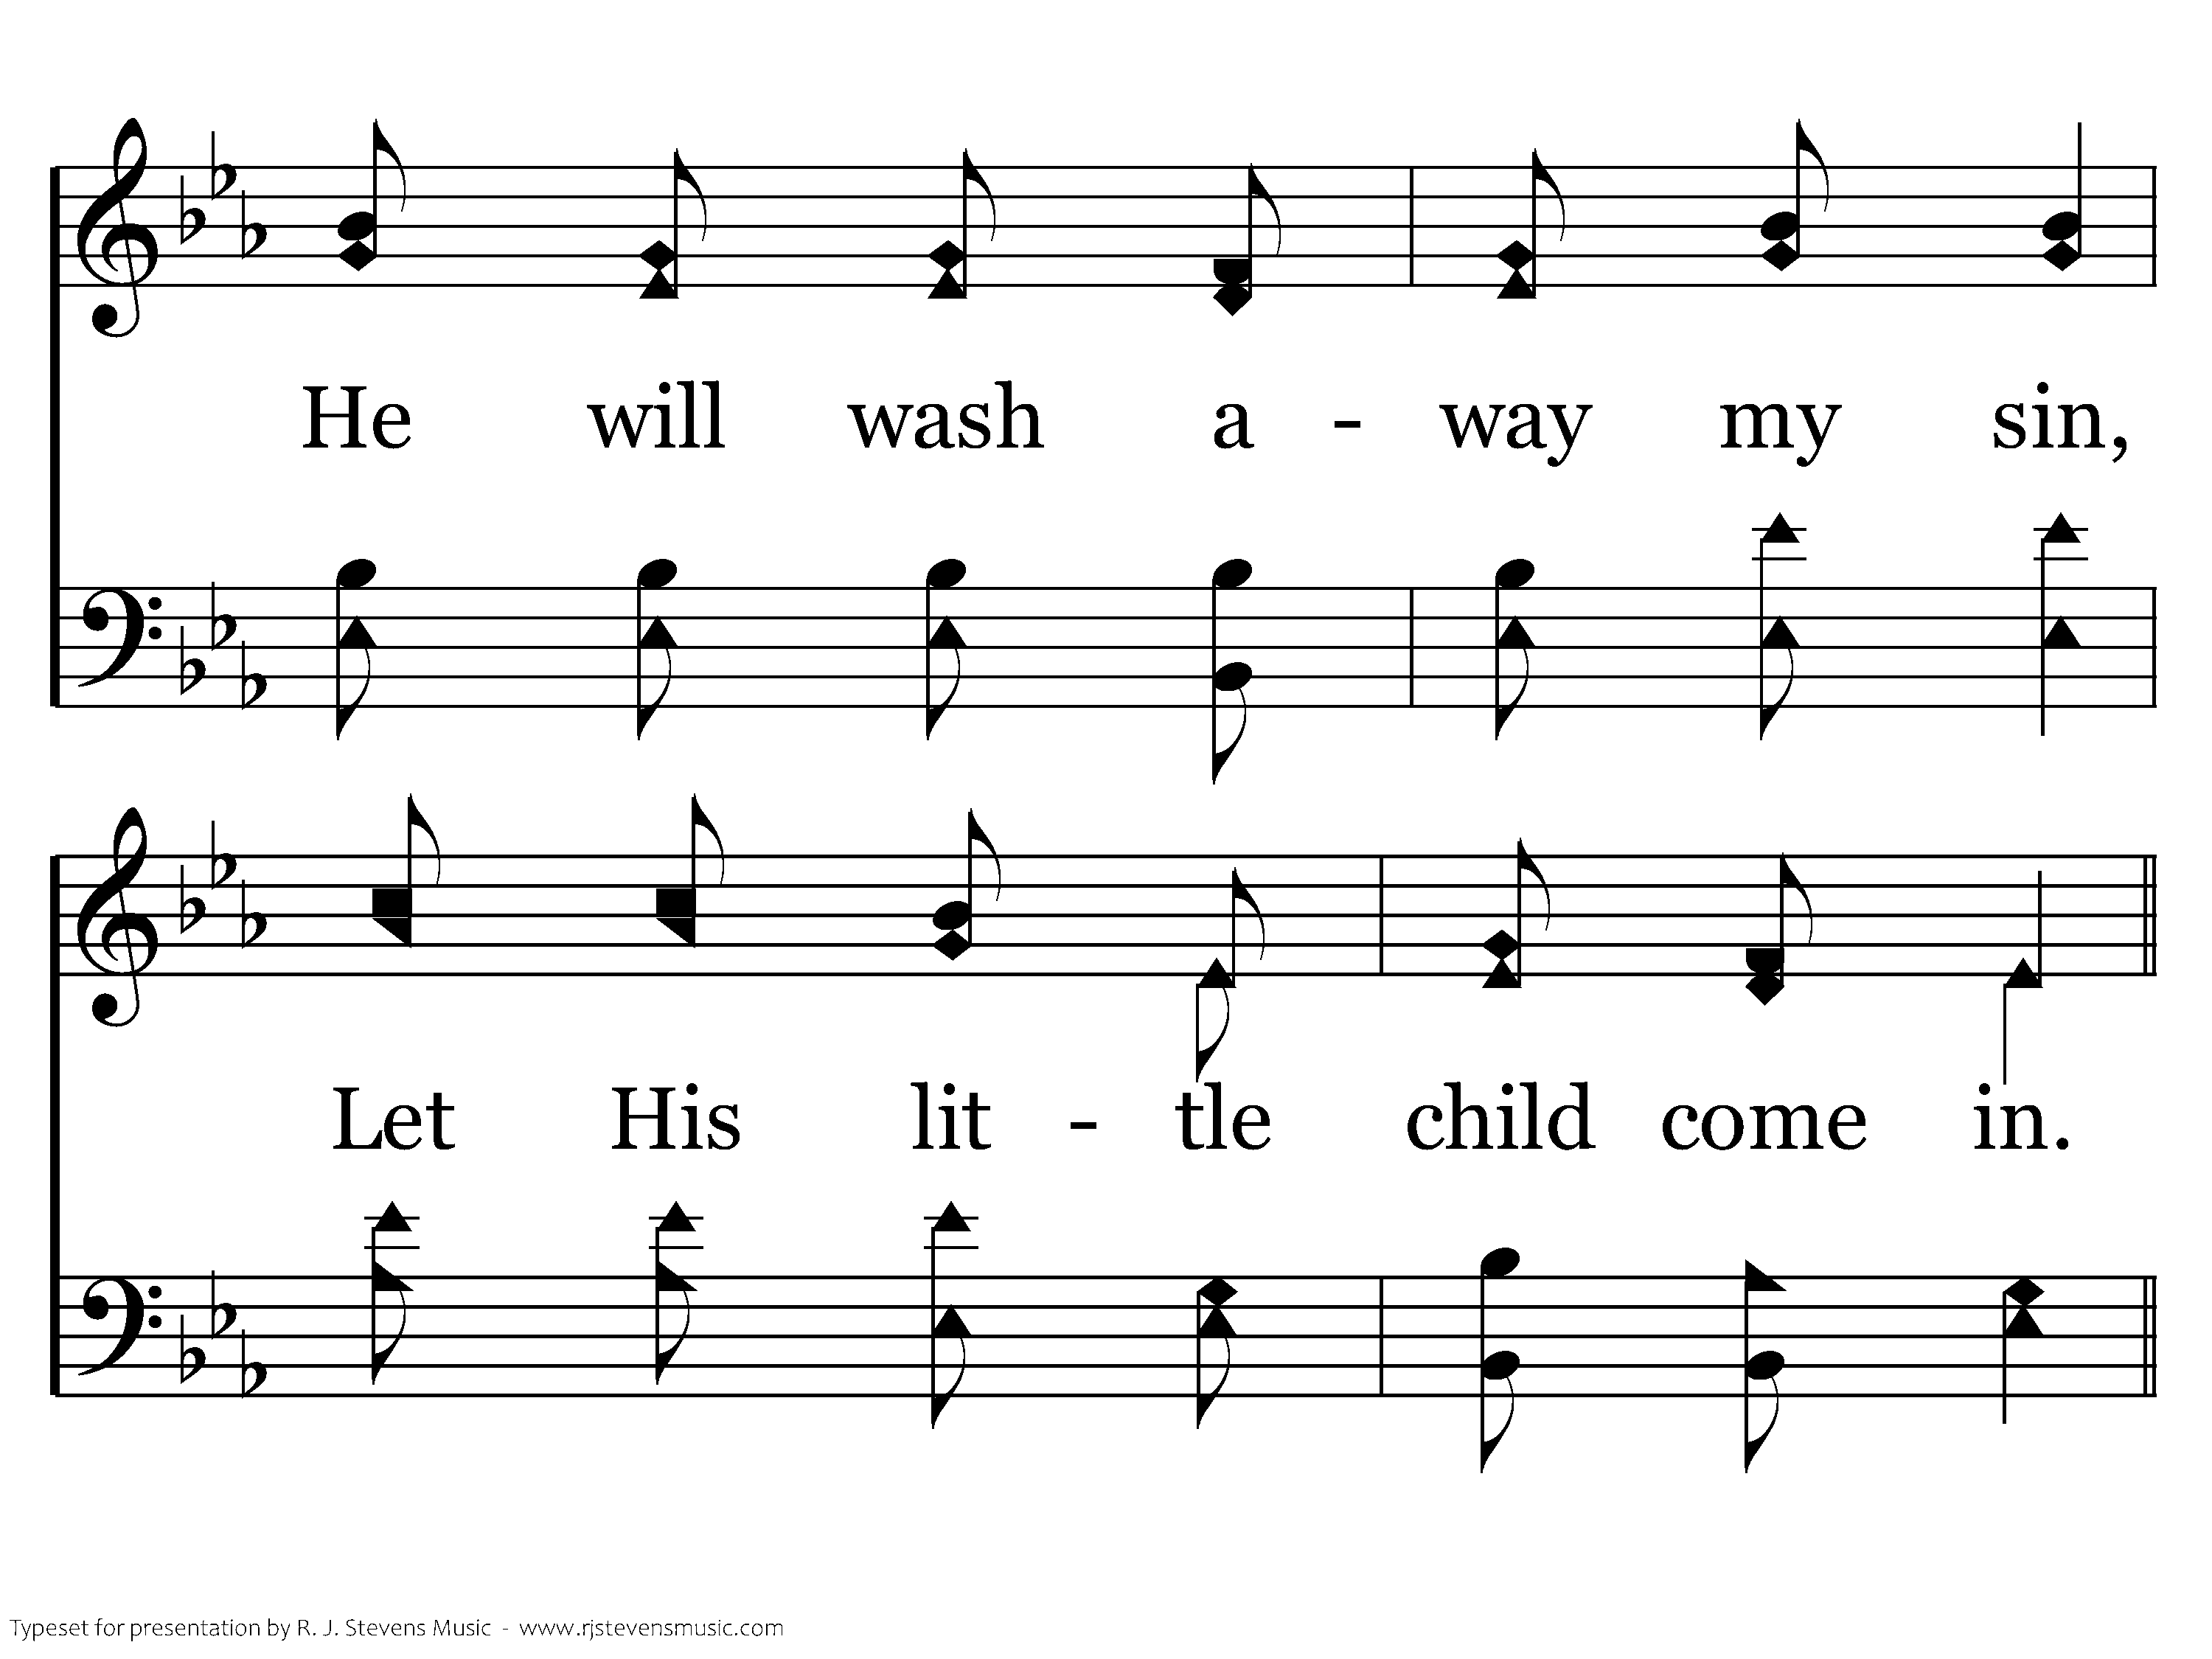 He will wash a - way my sin,
Let His lit - tle child come in.
Typeset for presentation by R. J. Stevens Music - www.rjstevensmusic.com